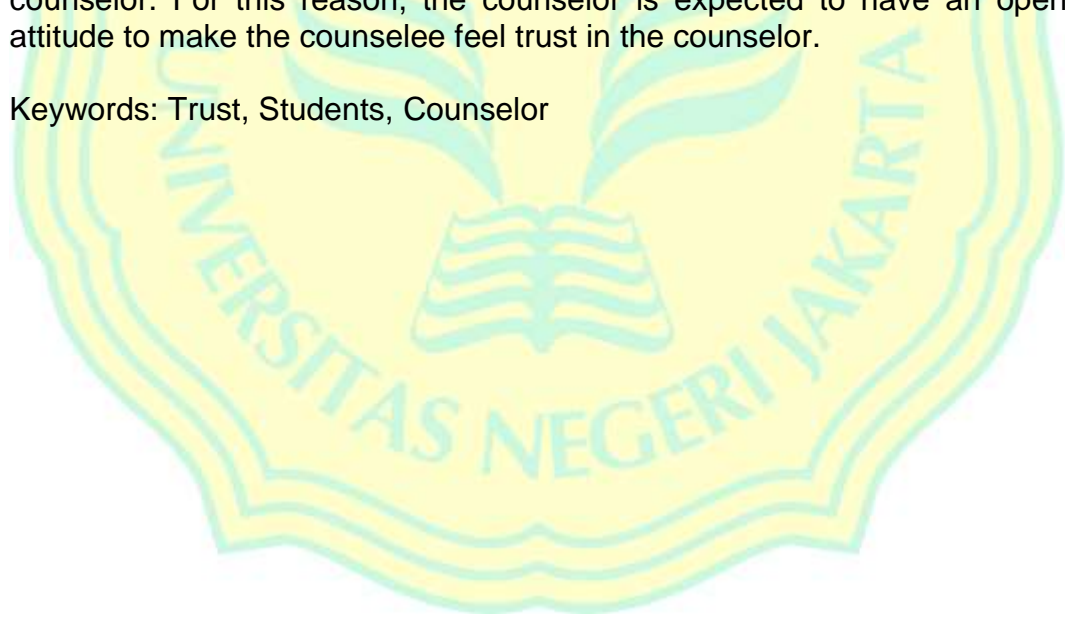 counselor. For this reason, the counselor is expected to have an open
attitude to make the counselee feel trust in the counselor.
Keywords: Trust, Students, Counselor
UNIVERSITAS NEGERI JAKARTA